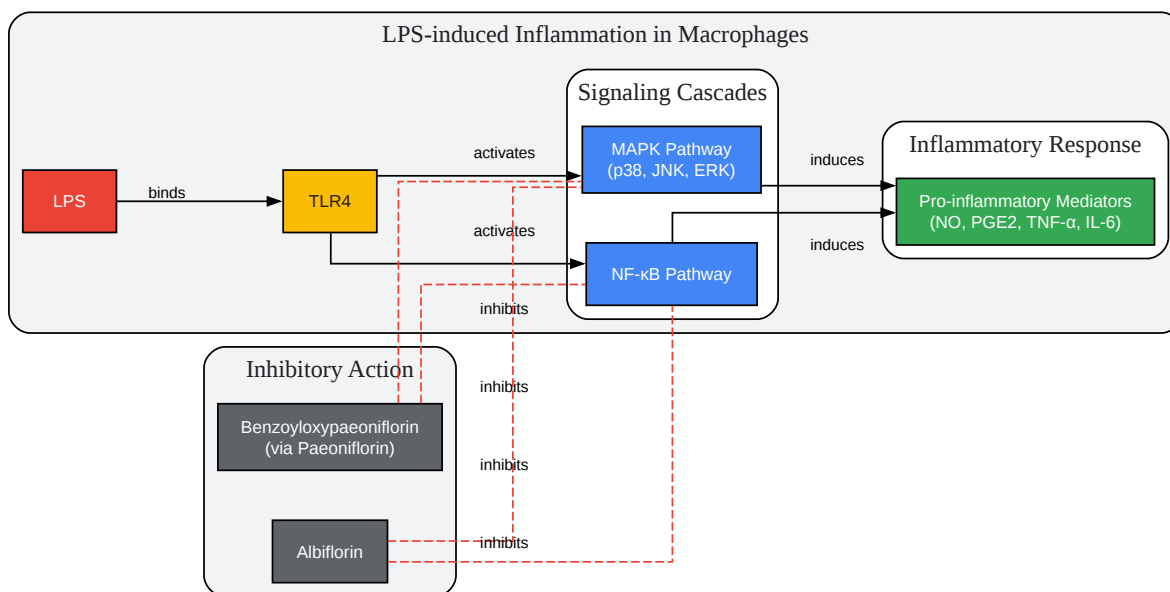 LPS-induced Inflammation in Macrophages
Signaling Cascades
Inflammatory Response
MAPK Pathway
(p38, JNK, ERK)
activates
induces
LPS
binds
TLR4
Pro-inflammatory Mediators
(NO, PGE2, TNF-α, IL-6)
activates
induces
NF-κB Pathway
inhibits
Inhibitory Action
inhibits
Benzoyloxypaeoniflorin
(via Paeoniflorin)
inhibits
Albiflorin
inhibits